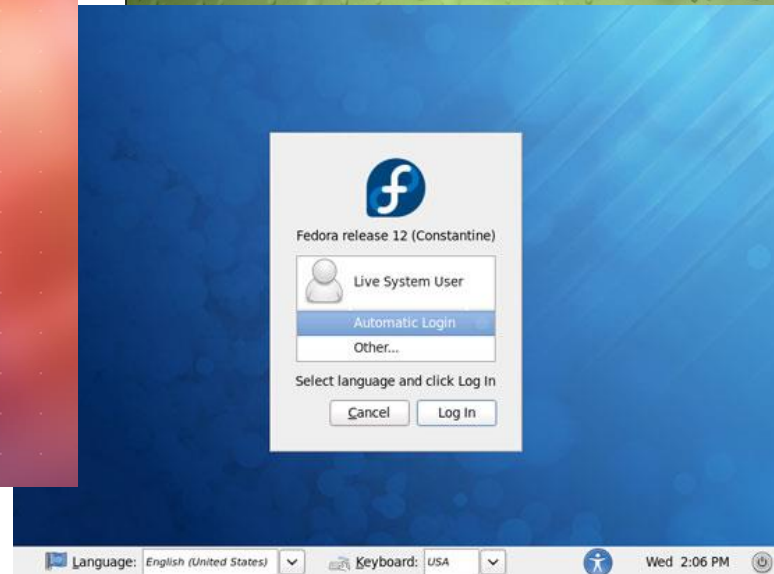 Fedora release 12 (Constantine)
Live System User
Automatic Login
Other...
Select language and click Log In
Cancel Log In
Language: English (United States) Keyboard: USA Wed 2:06 PM